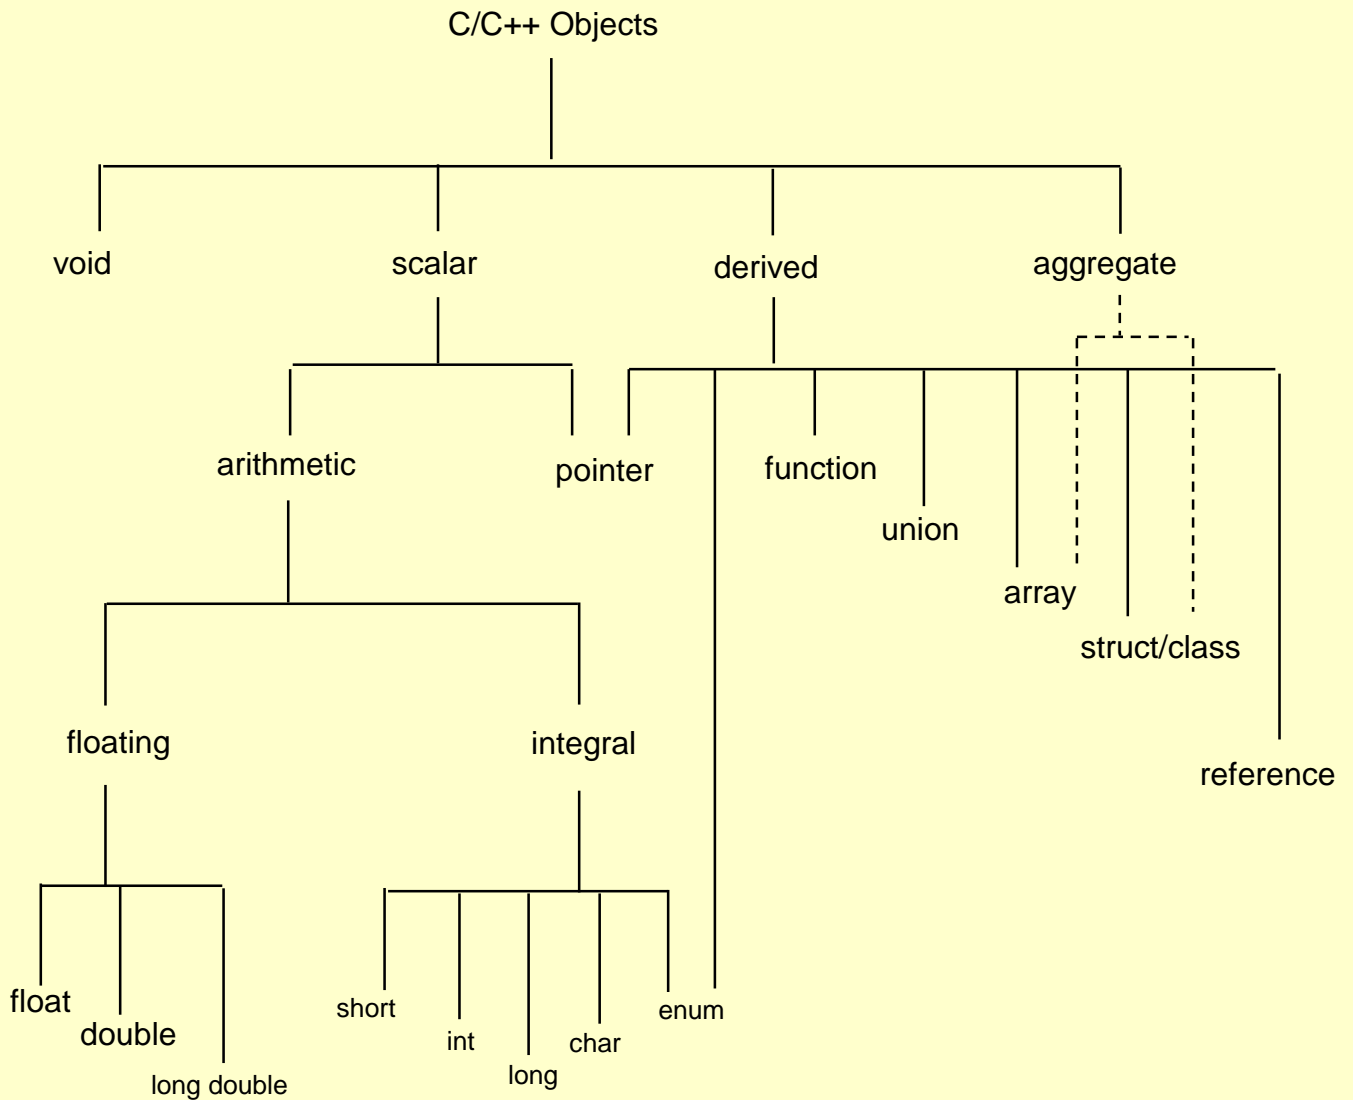 C/C++ Objects
void
scalar
derived
aggregate
arithmetic
pointer
function
union
array
struct/class
floating
integral
reference
float
double
long double
short
int
long
char
enum